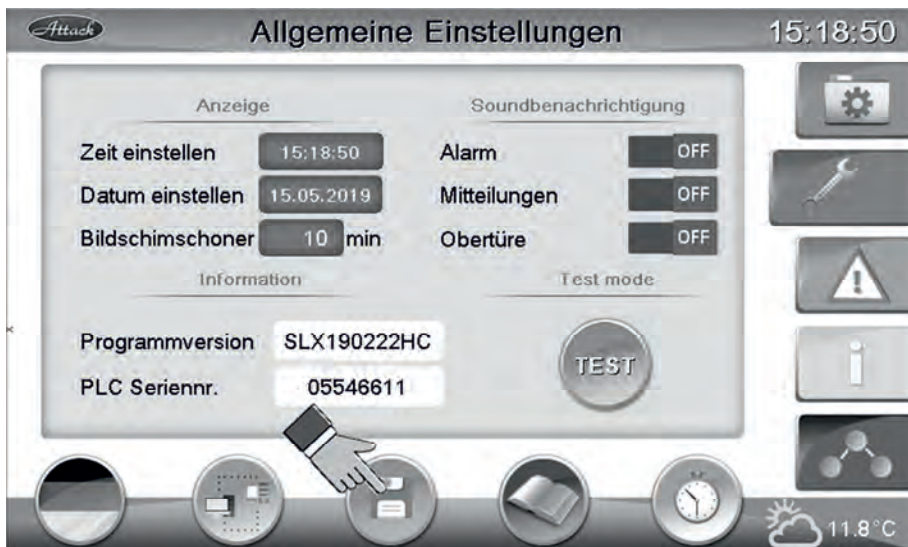 Attack
Allgemeine Einstellungen
15:18:50
Anzeige
Soundbenachrichtigung
Zeit einstellen 15:18:50
Alarm OFF
Datum einstellen 15.05.2019
Mitteilungen OFF
Bildschimschoner 10 min
Obertüre OFF
Information
Test mode
Programmversion SLX190222HC
TEST
PLC Seriennr. 05546611
11.8°C